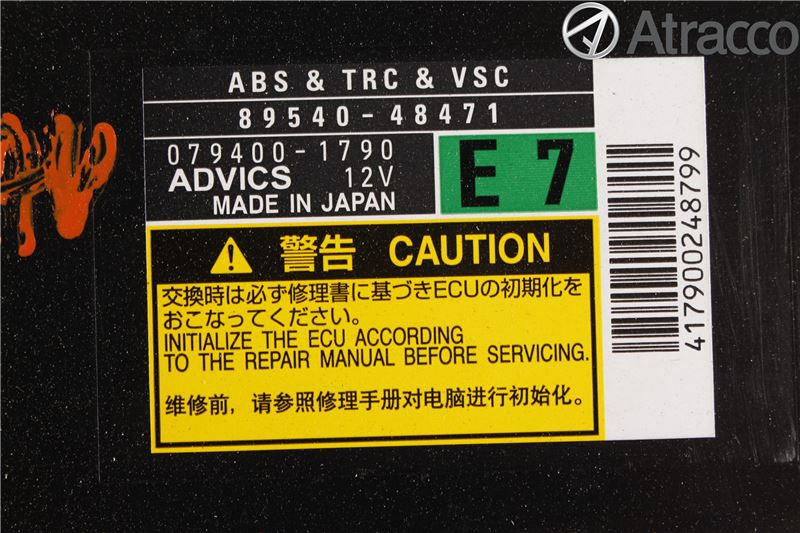 Atracco
ABS & TRC & VSC
89540-48471
079400-1790
ADVICS 12V
MADE IN JAPAN
E 7
警告 CAUTION
交換時は必ず修理書に基づきECUの初期化を
おこなってください。
INITIALIZE THE ECU ACCORDING
TO THE REPAIR MANUAL BEFORE SERVICING.
维修前，请参照修理手册对电脑进行初始化。
417900248799